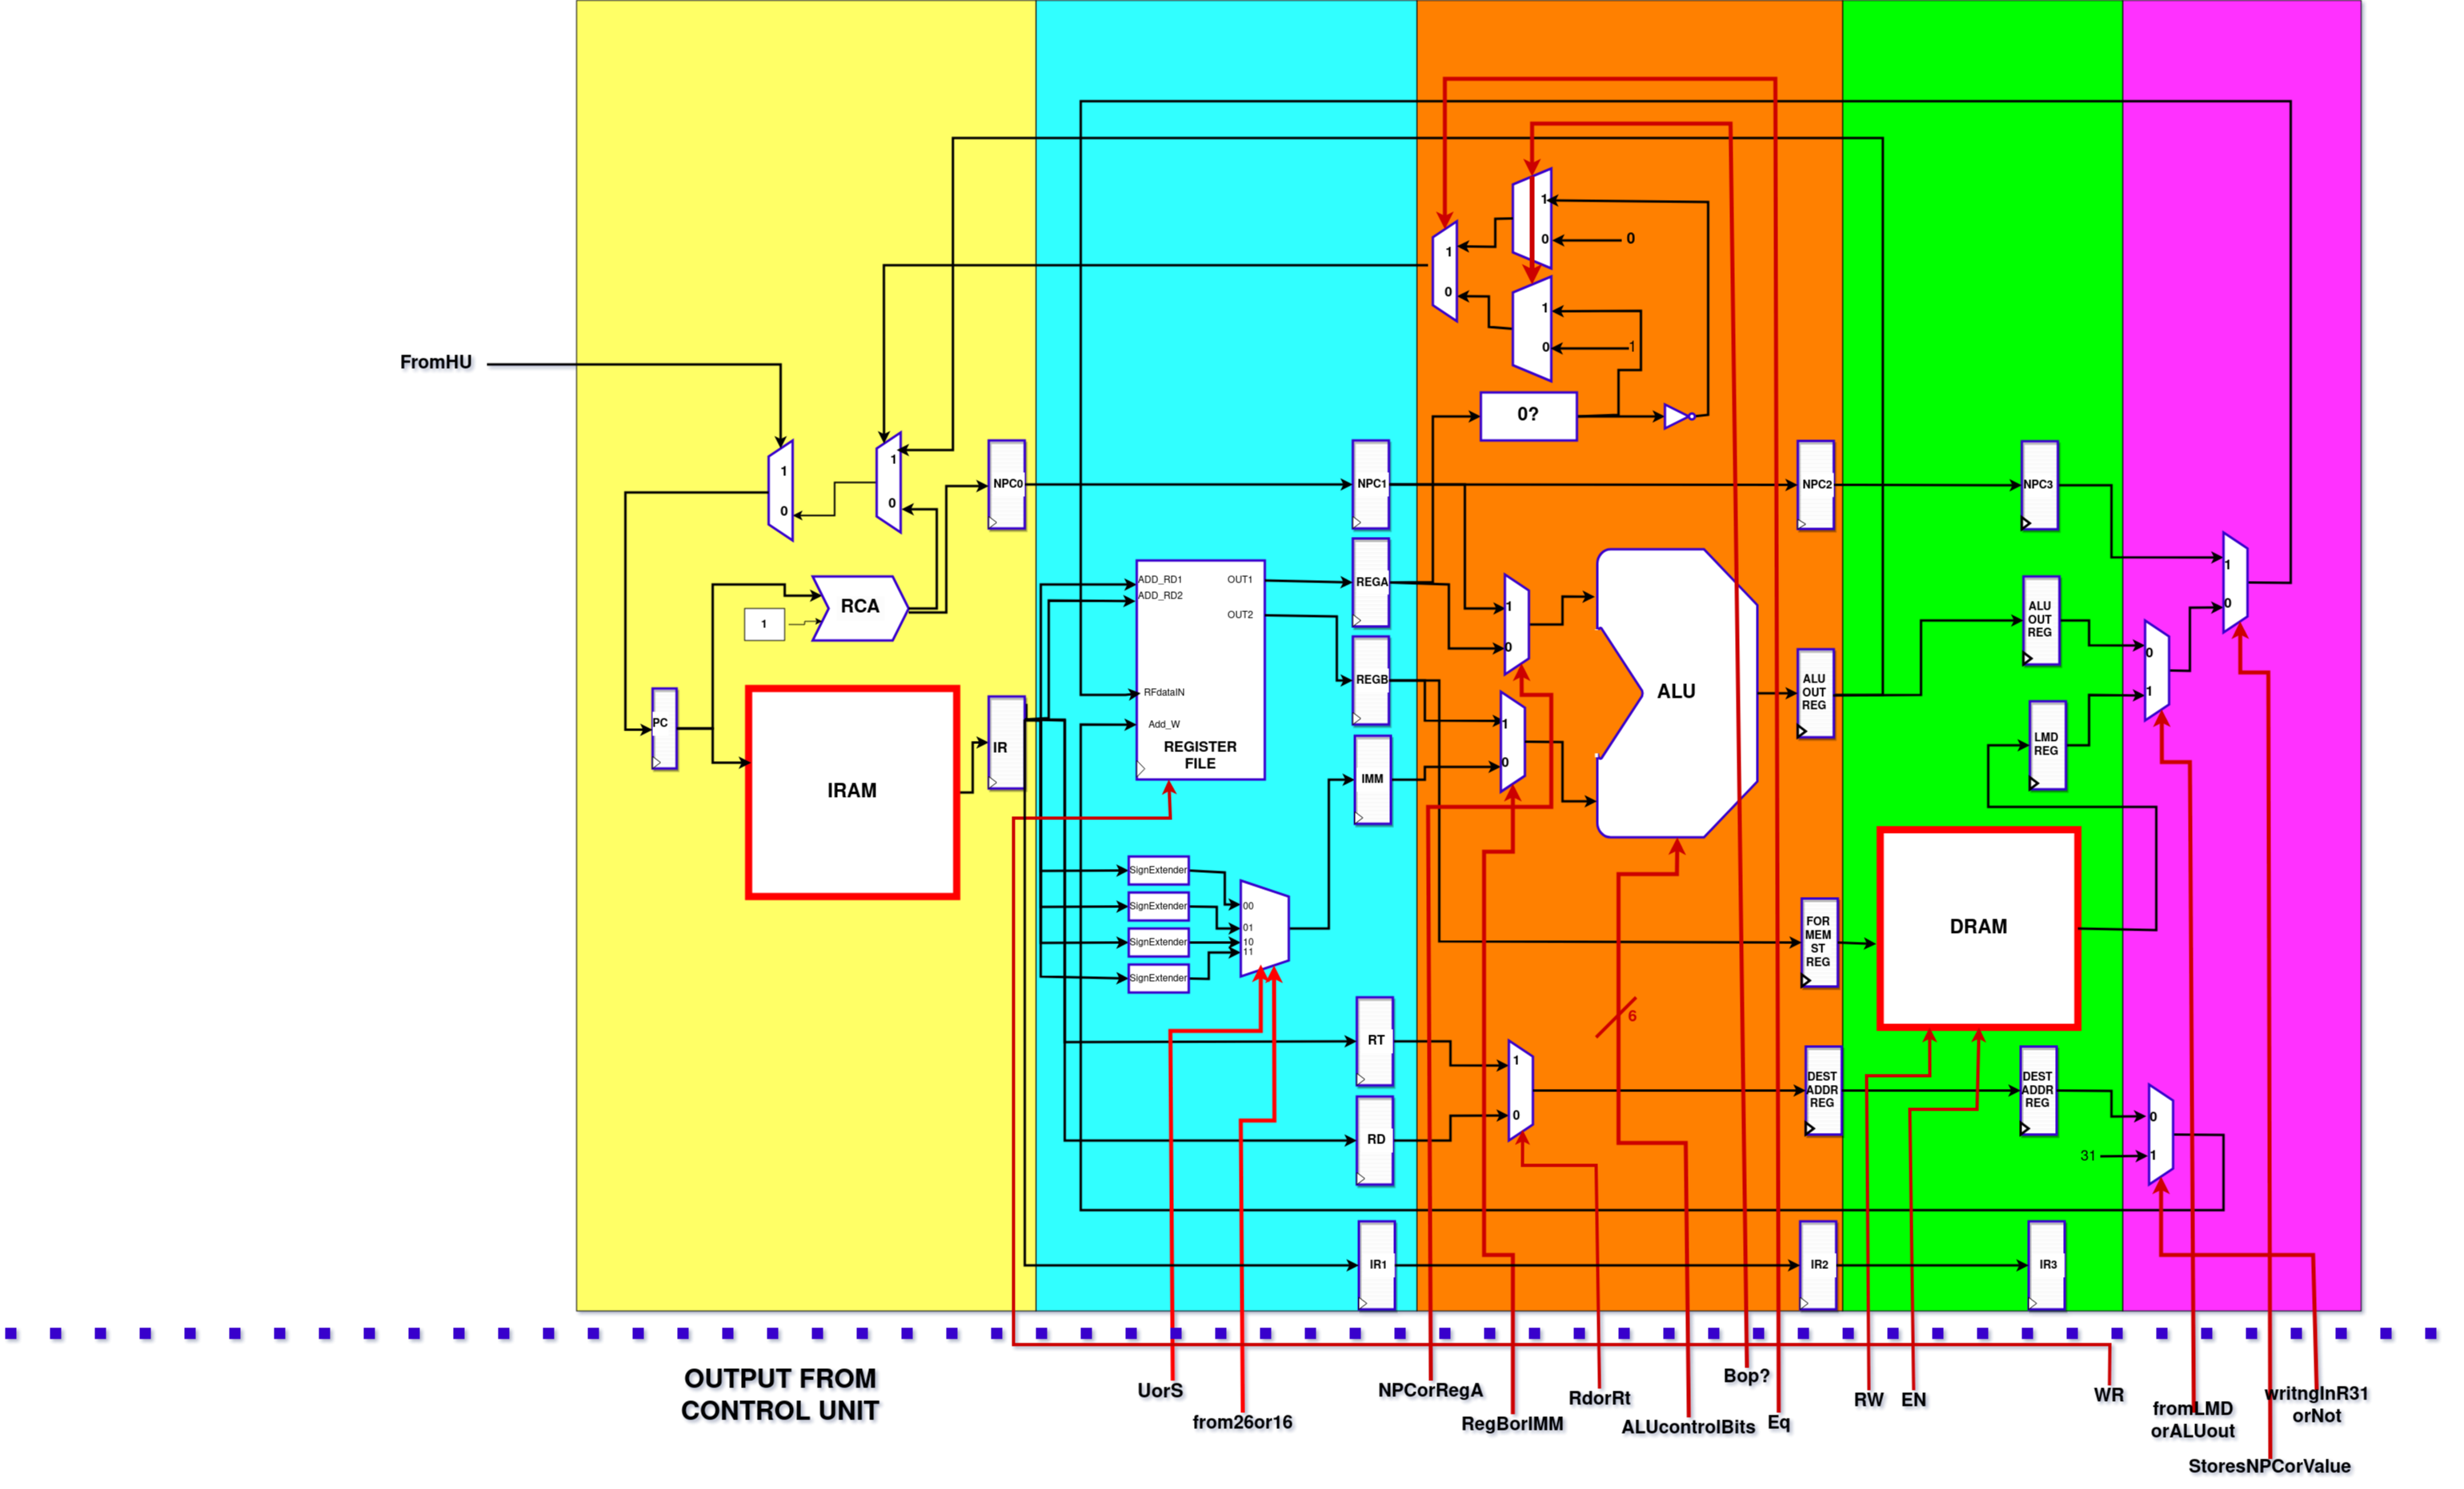 1
0
0
1
0
1
0
1
FromHU
0?
1
0
1
0
NPC0
NPC1
NPC2
NPC3
1
0
RCA
1
ADD_RD1
ADD_RD2
OUT1
OUT2
RFdataIN
Add_W
REGISTER
FILE
REGA
REGB
IMM
1
0
1
0
ALU
ALU
OUT
REG
ALU
OUT
REG
LMD
REG
0
1
PC
IRAM
IR
SignExtender
SignExtender
SignExtender
SignExtender
00
01
10
11
FOR
MEM
ST
REG
DRAM
6
RT
RD
1
0
DEST
ADDR
REG
DEST
ADDR
REG
0
31
1
IR1
IR2
IR3
OUTPUT FROM
CONTROL UNIT
UorS
from26or16
NPCorRegA
RegBorIMM
RdorRt
ALUcontrolBits
Bop?
Eq
RW
EN
WR
fromLMD
orALUout
writngInR31
orNot
StoresNPCorValue